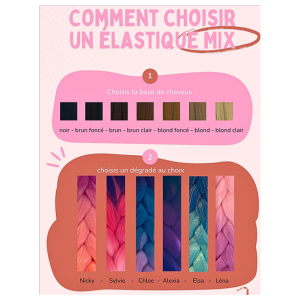 COMMENT CHOISIR
UN ÉLASTIQUE MIX
1
Choisis ta base de cheveux
noir - brun foncé - brun - brun clair - blond foncé - blond - blond clair
2
choisis un dégradé au choix
Nicky - Sylvie - Chloe - Alexia - Elsa - Léna